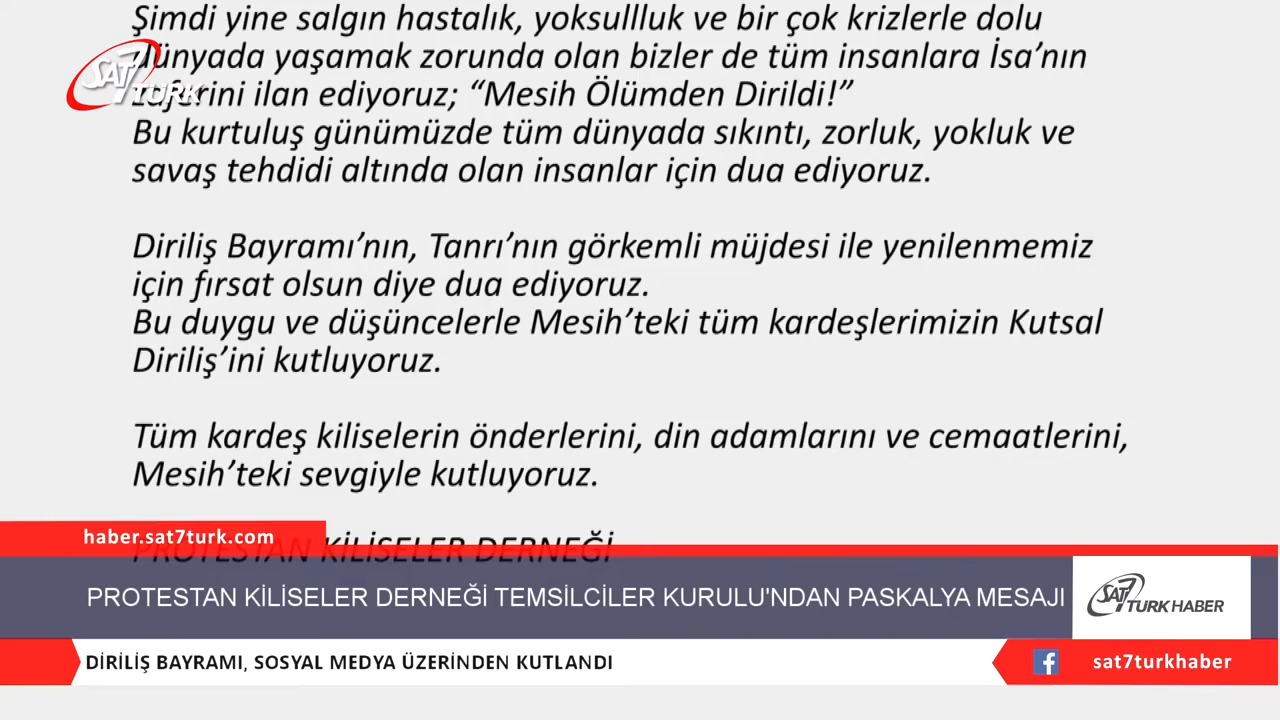 Şimdi yine salgın hastalık, yoksullluk ve bir çok krizlerle dolu
dünyada yaşamak zorunda olan bizler de tüm insanlara İsa’nın
zaferini ilan ediyoruz; “Mesih Ölümden Dirildi!”
SAT7 TÜRK
Bu kurtuluş günümüzde tüm dünyada sıkıntı, zorluk, yokluk ve
savaş tehdidi altında olan insanlar için dua ediyoruz.
Diriliş Bayramı’nın, Tanrı’nın görkemli müjdesi ile yenilenmemiz
için fırsat olsun diye dua ediyoruz.
Bu duygu ve düşüncelerle Mesih’teki tüm kardeşlerimizin Kutsal
Diriliş’ini kutluyoruz.
Tüm kardeş kiliselerin önderlerini, din adamlarını ve cemaatlerini,
Mesih’teki sevgiyle kutluyoruz.
haber.sat7turk.com
PROTESTAN KİLİSELER DERNEĞİ
PROTESTAN KİLİSELER DERNEĞİ TEMSİLCİLER KURULU'NDAN PASKALYA MESAJI
SAT7 TURK HABER
DİRİLİŞ BAYRAMI, SOSYAL MEDYA ÜZERİNDEN KUTLANDI
f sat7turkhaber